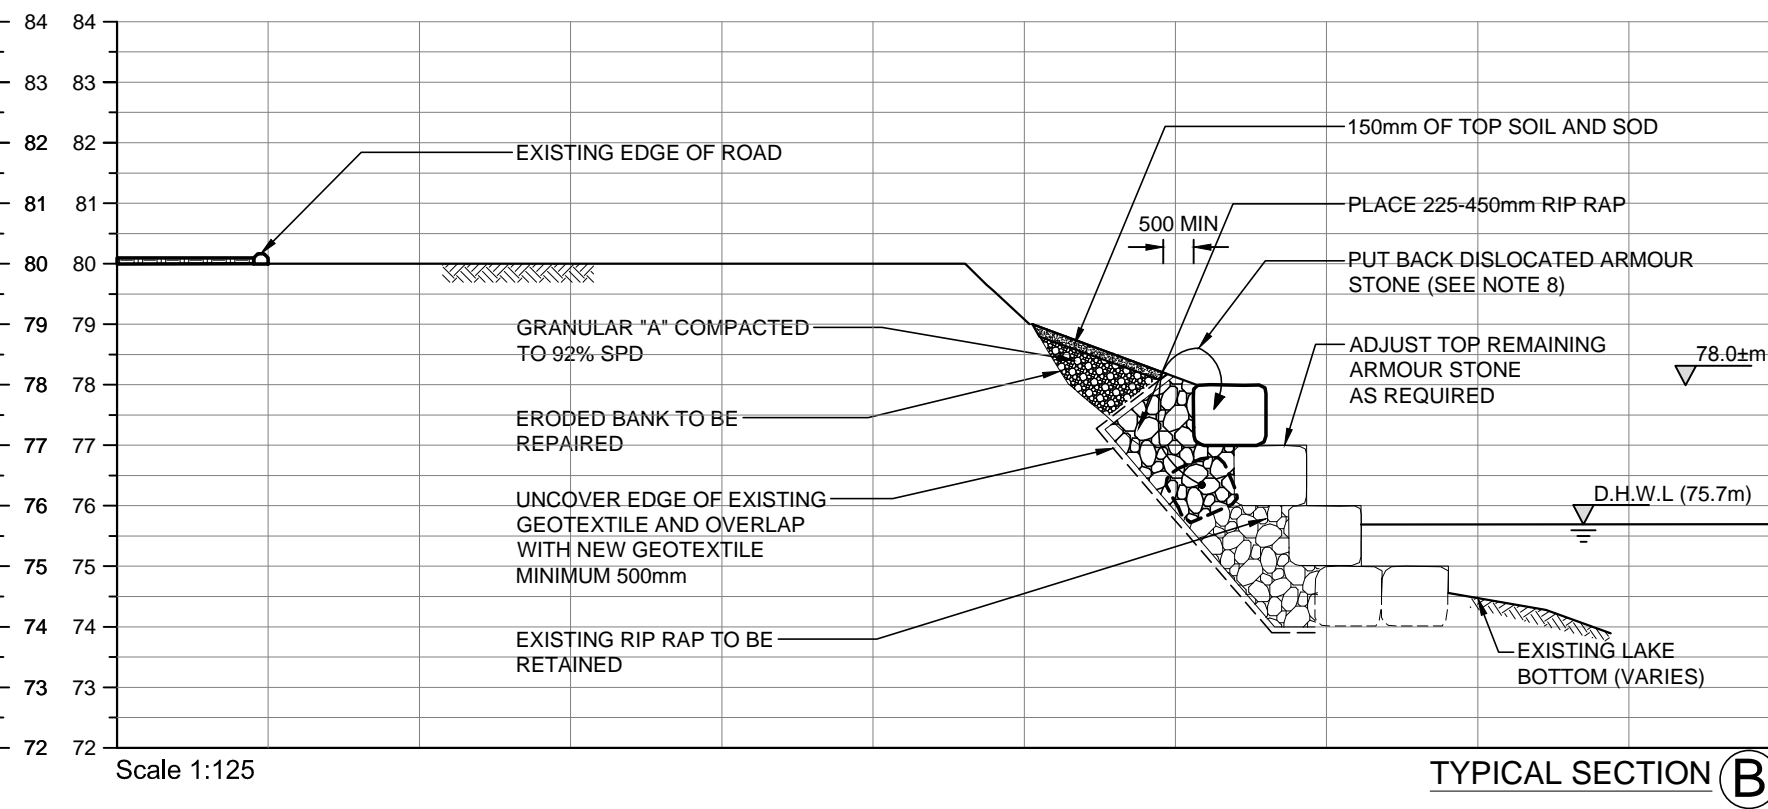 84 84
83 83
82 82
81 81
80 80
79 79
78 78
77 77
76 76
75 75
74 74
73 73
72 72
EXISTING EDGE OF ROAD
GRANULAR "A" COMPACTED
TO 92% SPD
ERODED BANK TO BE
REPAIRED
UNCOVER EDGE OF EXISTING
GEOTEXTILE AND OVERLAP
WITH NEW GEOTEXTILE
MINIMUM 500mm
EXISTING RIP RAP TO BE
RETAINED
500 MIN
150mm OF TOP SOIL AND SOD
PLACE 225-450mm RIP RAP
PUT BACK DISLOCATED ARMOUR
STONE (SEE NOTE 8)
ADJUST TOP REMAINING
ARMOUR STONE
AS REQUIRED
78.0±m
D.H.W.L (75.7m)
EXISTING LAKE
BOTTOM (VARIES)
Scale 1:125
TYPICAL SECTION B